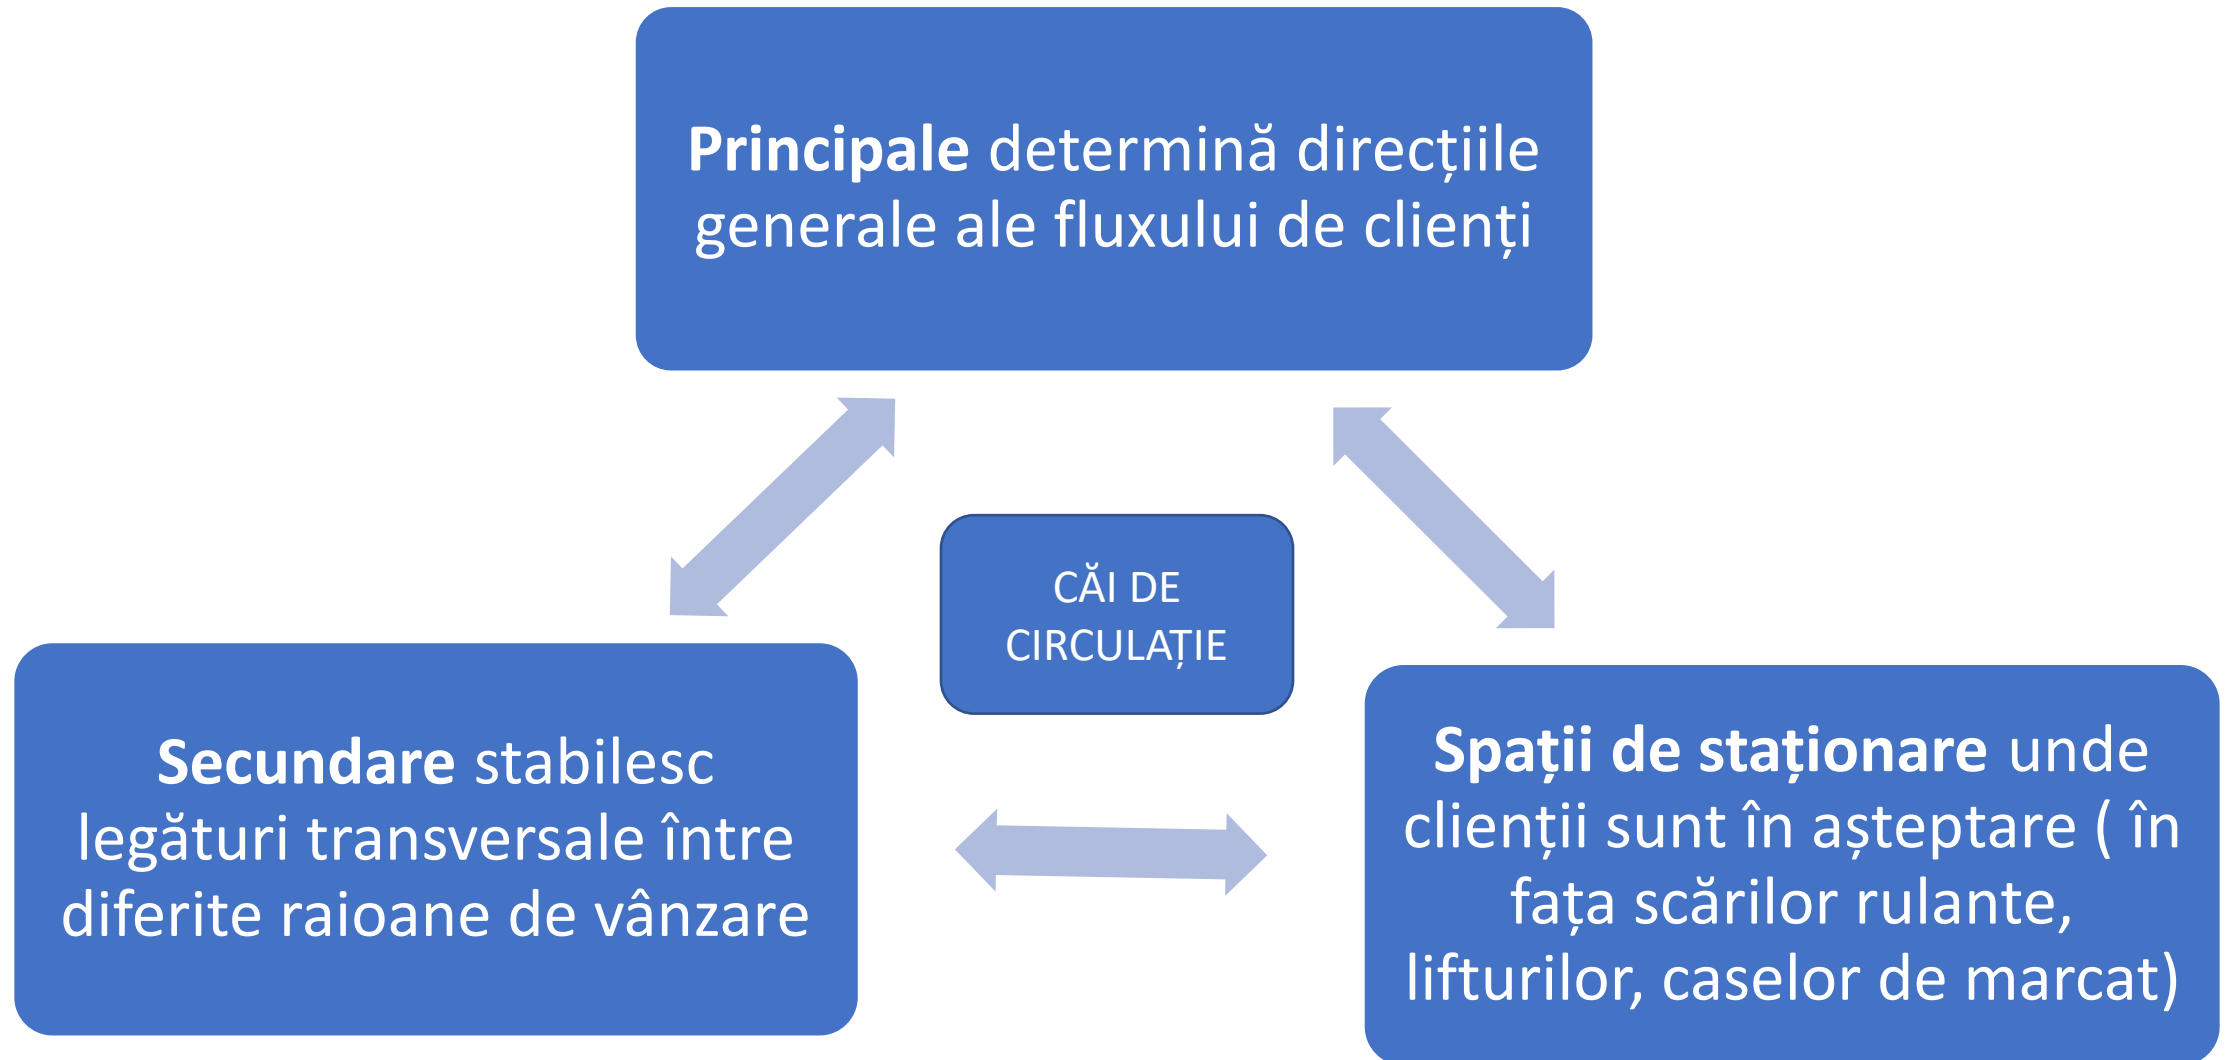 Principale determină direcțiile
generale ale fluxului de clienți
CĂI DE
CIRCULAȚIE
Secundare stabilesc
legături transversale între
diferite raioane de vânzare
Spații de staționare unde
clienții sunt în așteptare ( în
fața scărilor rulante,
lifturilor, caselor de marcat)